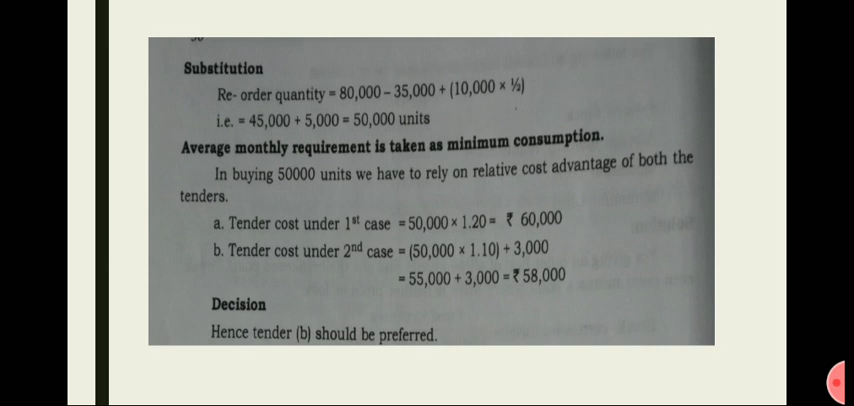 Substitution
Re- order quantity = 80,000 – 35,000 + (10,000 × ½)
i.e. = 45,000 + 5,000 = 50,000 units
Average monthly requirement is taken as minimum consumption.
In buying 50000 units we have to rely on relative cost advantage of both the
tenders.
a. Tender cost under 1st case = 50,000 × 1.20 = ₹ 60,000
b. Tender cost under 2nd case = (50,000 × 1.10) + 3,000
= 55,000 + 3,000 = ₹ 58,000
Decision
Hence tender (b) should be preferred.